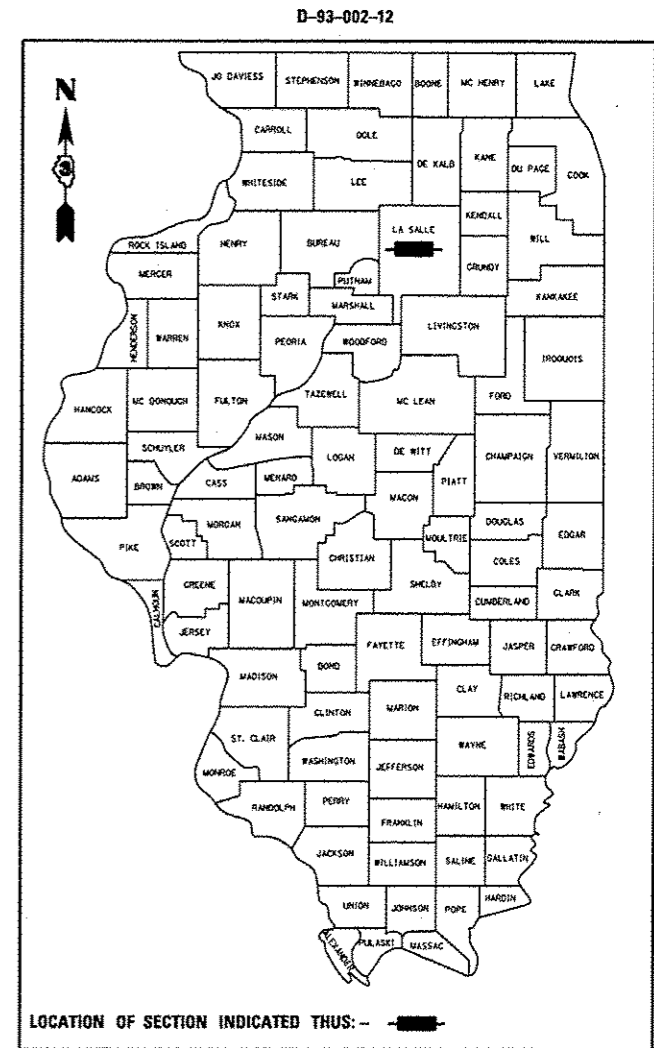 D-93-002-12
N
3
JO DAVIESS STEPHENSON WINNEBAGO BOONE MC HENRY LAKE
CARROLL OGLE DE KALB KANE DU PAGE COOK
WHITESIDE LEE
KENDALL
ROCK ISLAND HENRY BUREAU LA SALLE WILL
MERCER PUTNAM GRUNDY
STARK MARSHALL KANKAKEE
HENDERSON WARREN KNOX PEORIA WOODFORD LIVINGSTON IROQUOIS
HANCOCK MC DONOUGH FULTON TAZEWELL MC LEAN FORD
SCHUYLER MASON LOGAN DE WITT CHAMPAIGN VERMILION
ADAMS BROWN CASS MENARD MACON PIATT
PIKE SCOTT MORGAN SANGAMON CHRISTIAN MOULTRIE DOUGLAS EDGAR
COLES
CALHOUN GREENE MACOUPIN MONTGOMERY SHELBY CUMBERLAND CLARK
JERSEY
MADISON BOND FAYETTE EFFINGHAM JASPER CRAWFORD
CLINTON MARION CLAY RICHLAND LAWRENCE
ST. CLAIR WASHINGTON JEFFERSON WAYNE EDWARDS WABASH
MONROE
RANDOLPH PERRY FRANKLIN HAMILTON WHITE
JACKSON WILLIAMSON SALINE GALLATIN
UNION JOHNSON POPE HARDIN
ALEXANDER PULASKI MASSAC
LOCATION OF SECTION INDICATED THUS: -